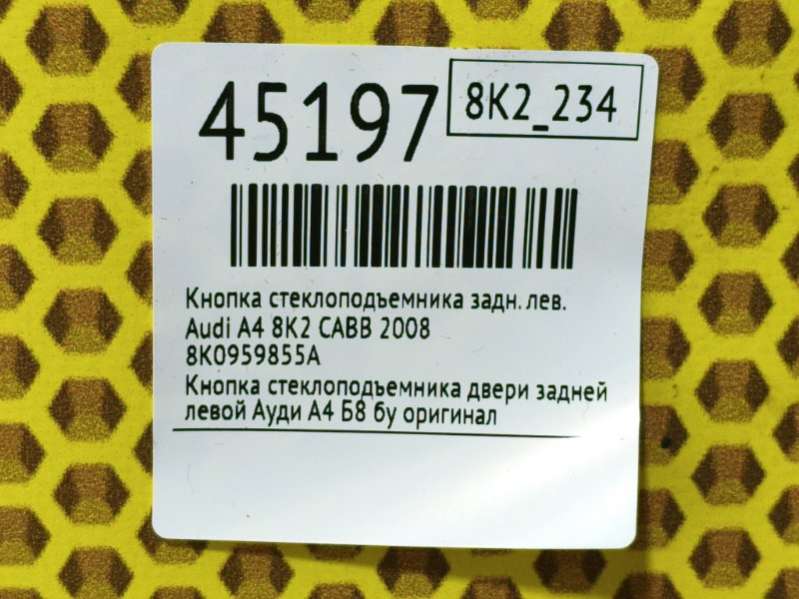 45197
8K2_234
Кнопка стеклоподъемника задн. лев.
Audi A4 8K2 CABB 2008
8K0959855A
Кнопка стеклоподъемника двери задней
левой Ауди А4 Б8 бу оригинал